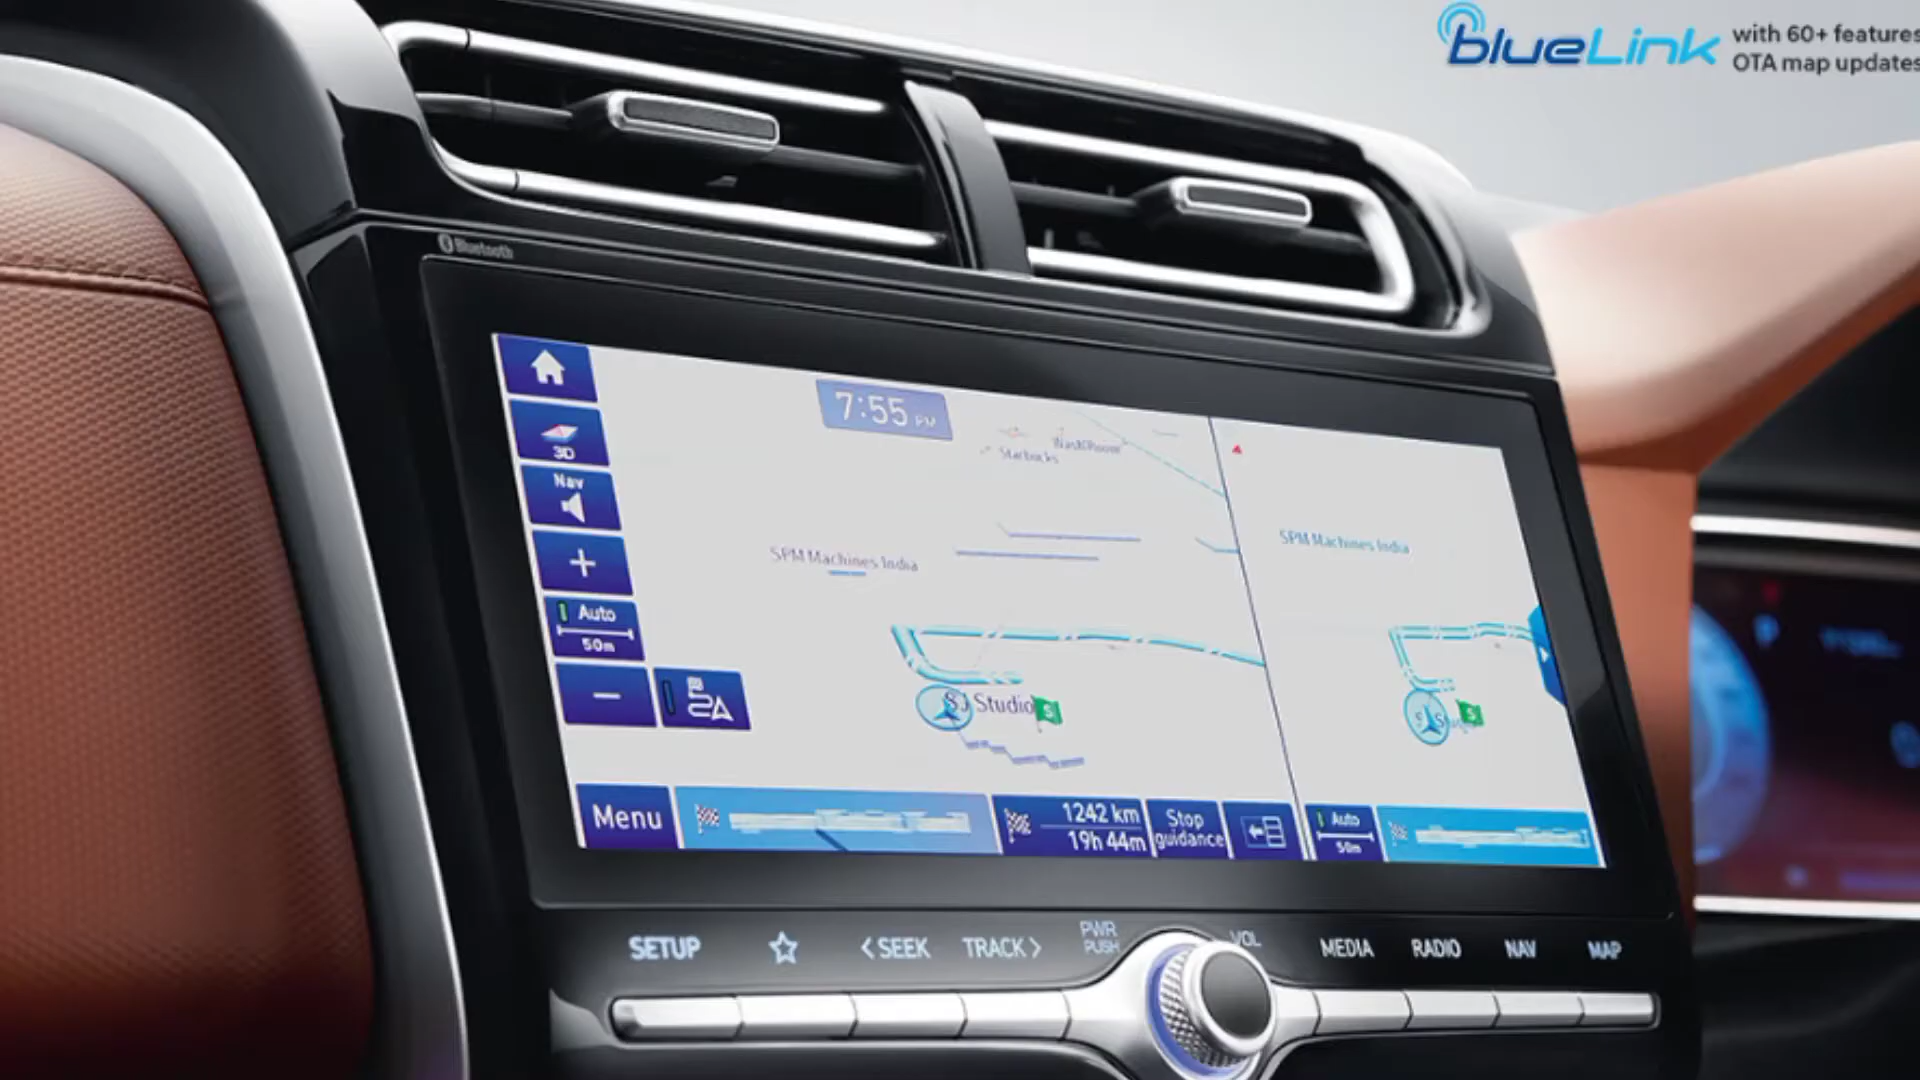 blueLink
with 60+ features
OTA map updates
Bluetooth
7:55 PM
Starbucks
SPM Machines India
SPM Machines India
3D
Nav
Auto
50m
SJ Studio
Menu
1242 km
19h 44m
Stop
guidance
Auto
50m
SETUP
< SEEK
TRACK >
PWR
PUSH
VOL
MEDIA
RADIO
NAV
MAP